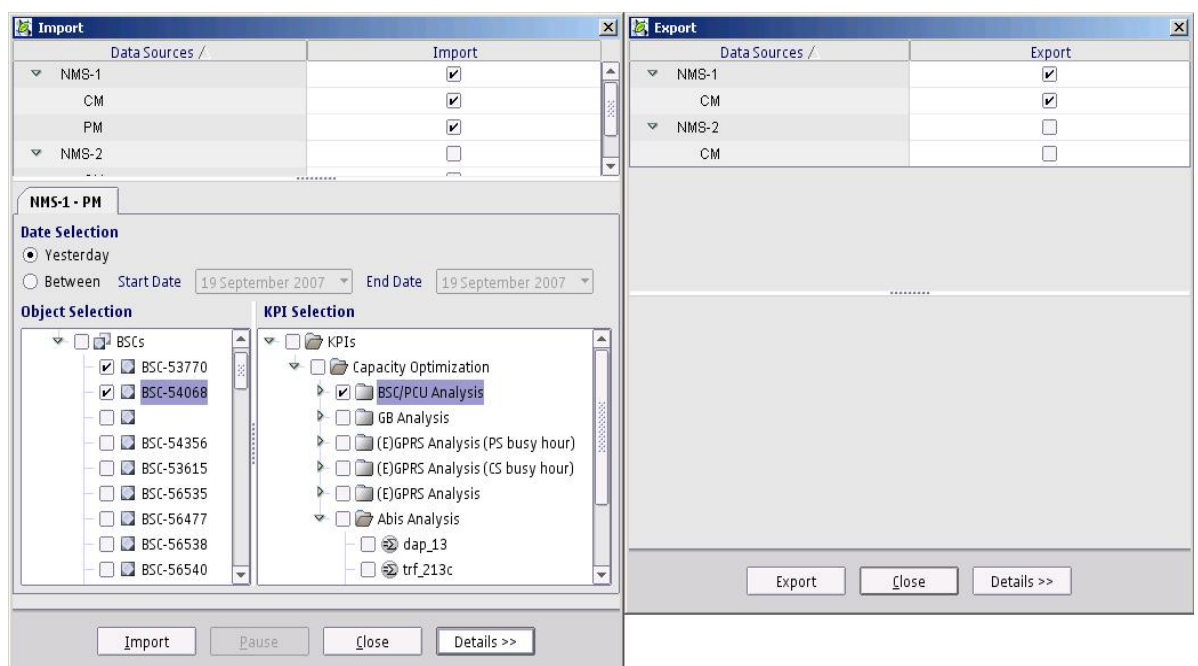 Import
Data Sources / Import
NMS-1
CM
PM
NMS-2
NMS-1 - PM
Date Selection
Yesterday
Between Start Date 19 September 2007 End Date 19 September 2007
Object Selection
BSCs
BSC-53770
BSC-54068
BSC-54356
BSC-53615
BSC-56535
BSC-56477
BSC-56538
BSC-56540
KPI Selection
KPIs
Capacity Optimization
BSC/PCU Analysis
GB Analysis
(E)GPRS Analysis (PS busy hour)
(E)GPRS Analysis (CS busy hour)
(E)GPRS Analysis
Abis Analysis
dap_13
trf_213c
Import Pause Close Details >>
Export
Data Sources / Export
NMS-1
CM
NMS-2
CM
Export Close Details >>